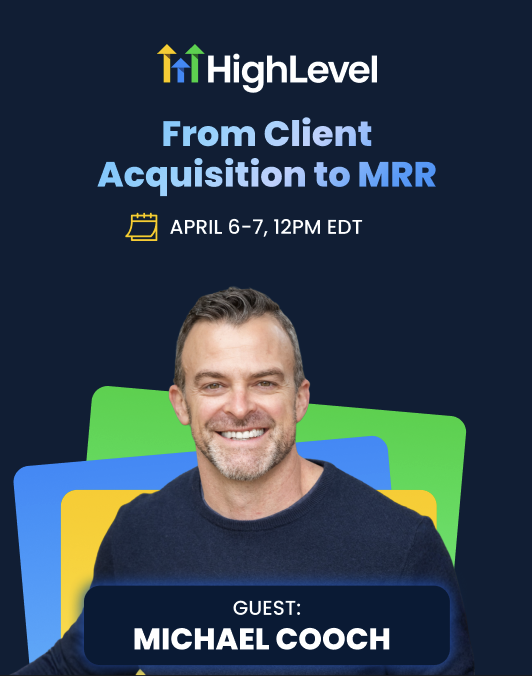 HighLevel
From Client
Acquisition to MRR
APRIL 6-7, 12PM EDT
GUEST:
MICHAEL COOCH